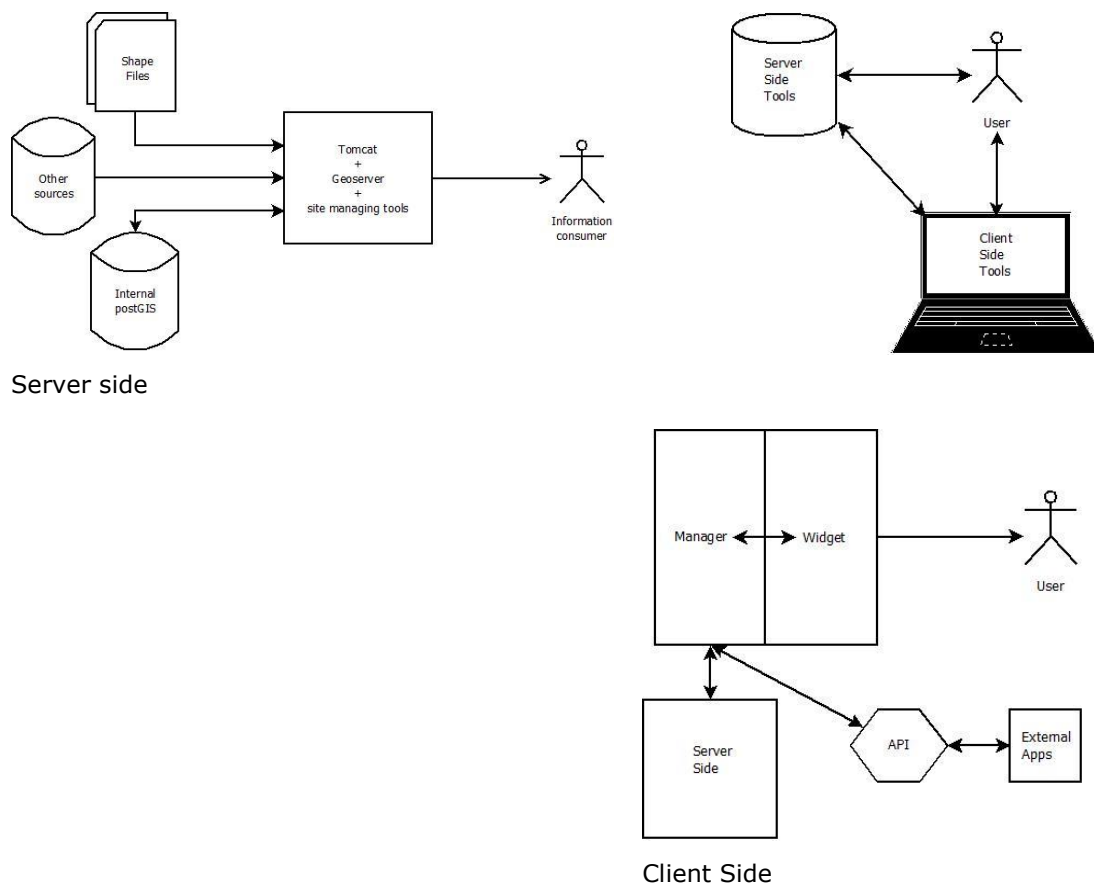 Shape
Files
Other
sources
Internal
postGIS
Tomcat
+
Geoserver
+
site managing tools
Information
consumer
Server side
Server
Side
Tools
User
Client
Side
Tools
Manager
Widget
User
Server
Side
API
External
Apps
Client Side